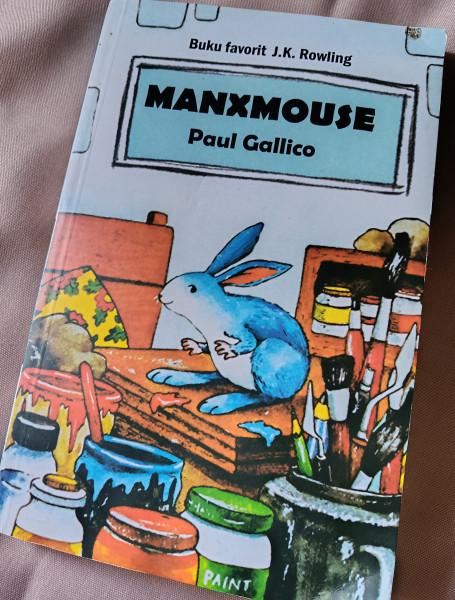 Buku favorit J.K. Rowling
MANXMOUSE
Paul Gallico
PAINT